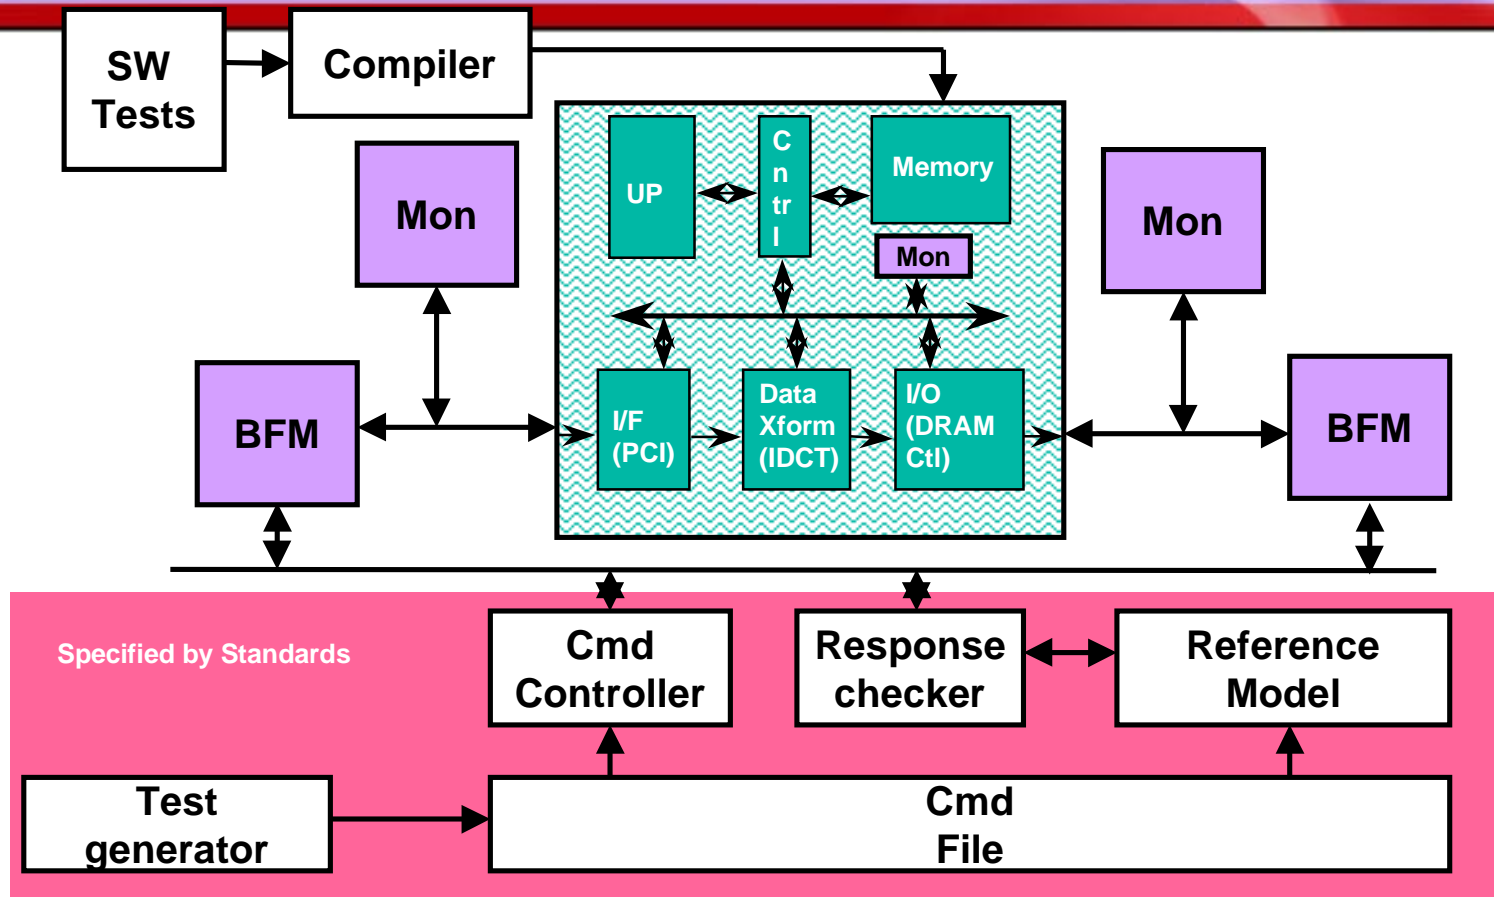 SW
Tests
Compiler
Mon
UP
C
n
tr
l
Memory
Mon
Mon
BFM
I/F
(PCI)
Data
Xform
(IDCT)
I/O
(DRAM
Ctl)
BFM
Specified by Standards
Cmd
Controller
Response
checker
Reference
Model
Test
generator
Cmd
File